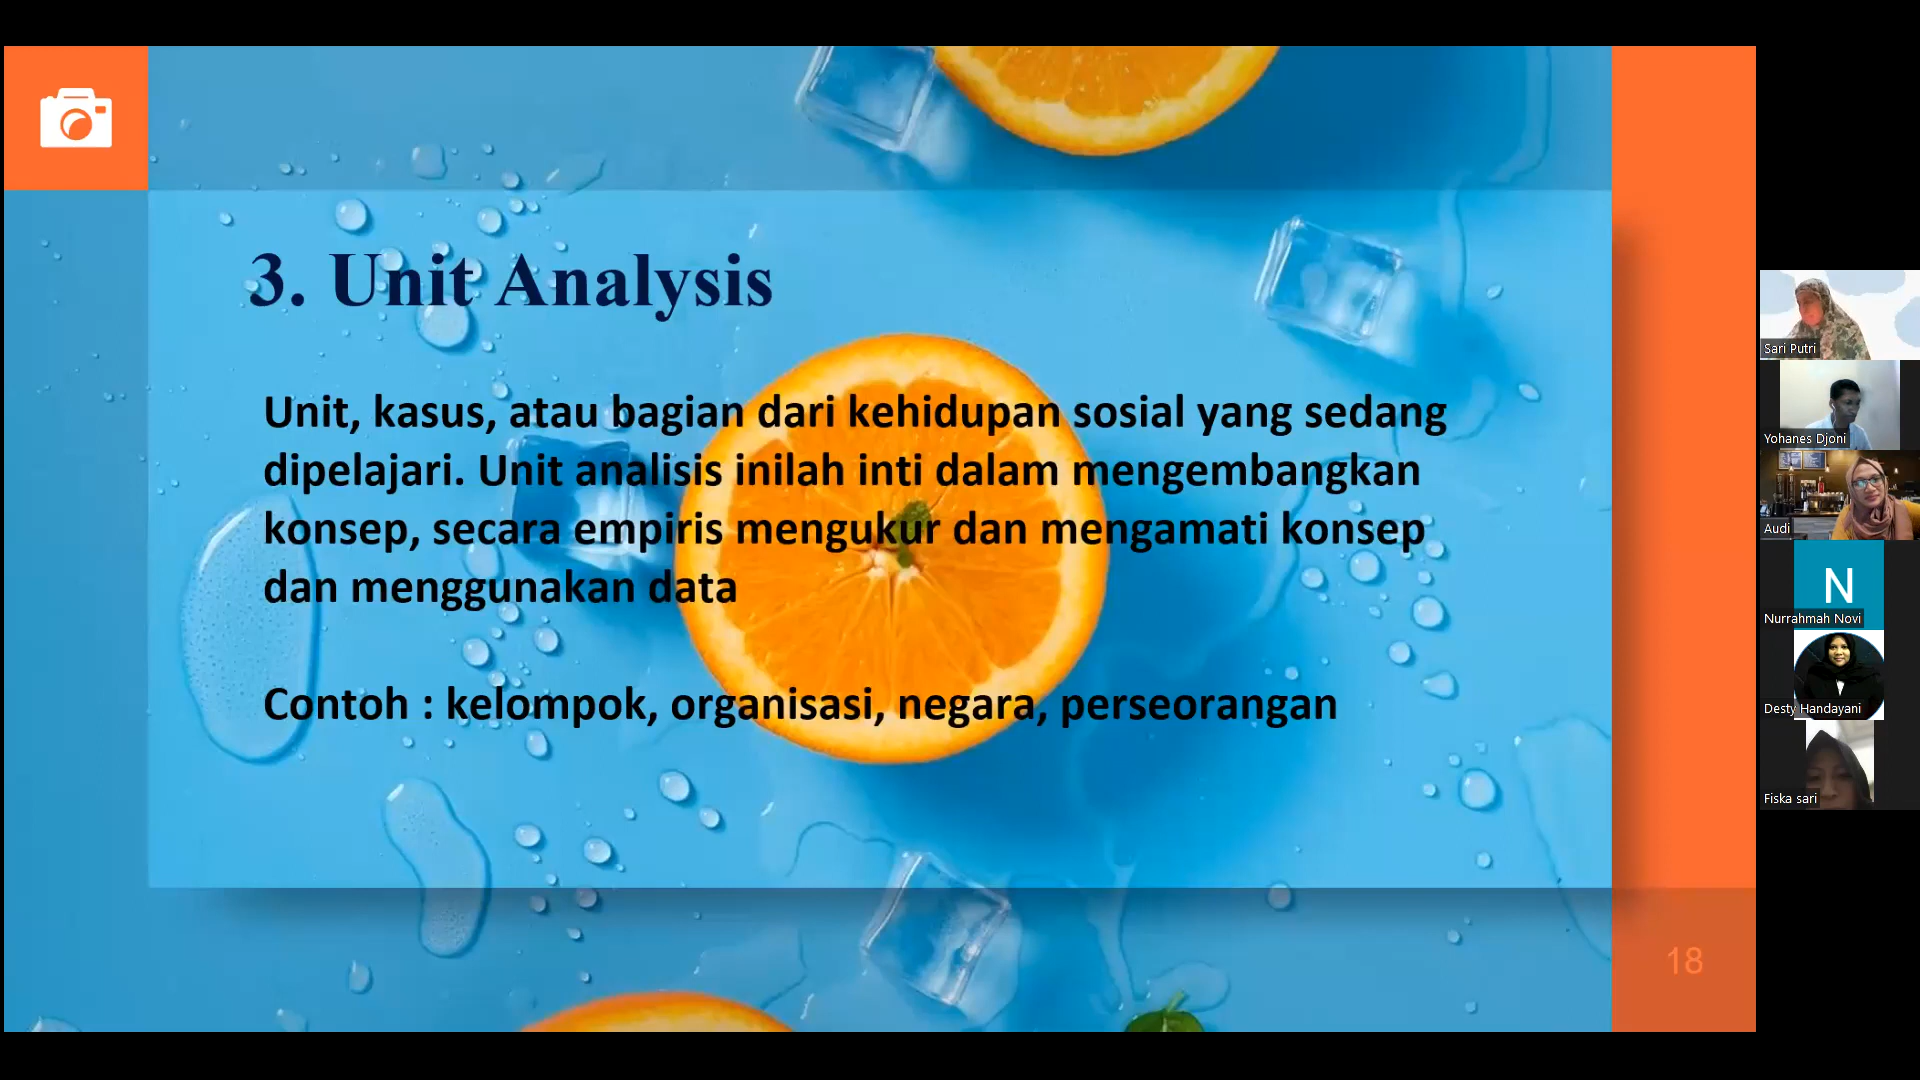 3. Unit Analysis
Unit, kasus, atau bagian dari kehidupan sosial yang sedang
dipelajari. Unit analisis inilah inti dalam mengembangkan
konsep, secara empiris mengukur dan mengamati konsep
dan menggunakan data
Contoh : kelompok, organisasi, negara, perseorangan
18
Sari Putri
Yohanes Djoni
Audi
N
Nurrahmah Novi
Desty Handayani
Fiska sari